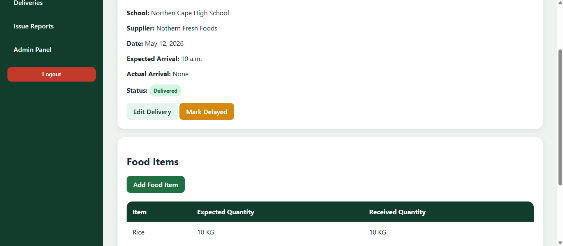 Deliveries
Issue Reports
Admin Panel
Logout
School: Northen Cape High School
Supplier: Nothern Fresh Foods
Date: May 12, 2026
Expected Arrival: 10 a.m.
Actual Arrival: None
Status: Delivered
Edit Delivery Mark Delayed
Food Items
Add Food Item
Item Expected Quantity Received Quantity
Rice 10 KG 10 KG